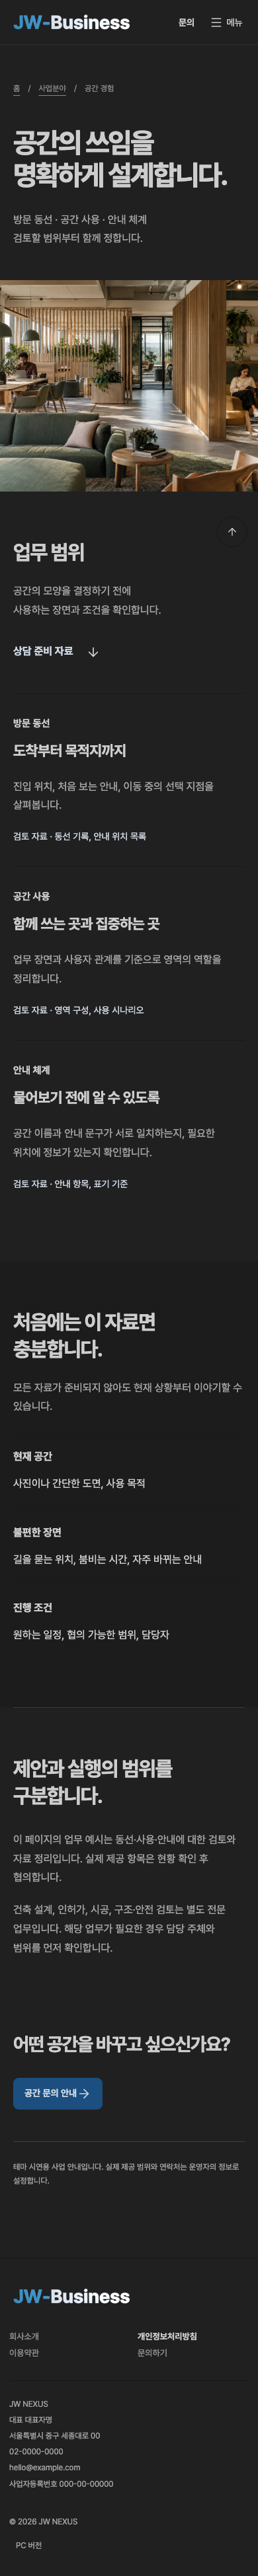 JW-Business
문의
메뉴
홈 / 사업분야 / 공간 경험
공간의 쓰임을
명확하게 설계합니다.
방문 동선 · 공간 사용 · 안내 체계
검토할 범위부터 함께 정합니다.
업무 범위
공간의 모양을 결정하기 전에
사용하는 장면과 조건을 확인합니다.
상담 준비 자료
방문 동선
도착부터 목적지까지
진입 위치, 처음 보는 안내, 이동 중의 선택 지점을
살펴봅니다.
검토 자료 · 동선 기록, 안내 위치 목록
공간 사용
함께 쓰는 곳과 집중하는 곳
업무 장면과 사용자 관계를 기준으로 영역의 역할을
정리합니다.
검토 자료 · 영역 구성, 사용 시나리오
안내 체계
물어보기 전에 알 수 있도록
공간 이름과 안내 문구가 서로 일치하는지, 필요한
위치에 정보가 있는지 확인합니다.
검토 자료 · 안내 항목, 표기 기준
처음에는 이 자료면
충분합니다.
모든 자료가 준비되지 않아도 현재 상황부터 이야기할 수
있습니다.
현재 공간
사진이나 간단한 도면, 사용 목적
불편한 장면
길을 묻는 위치, 붐비는 시간, 자주 바뀌는 안내
진행 조건
원하는 일정, 협의 가능한 범위, 담당자
제안과 실행의 범위를
구분합니다.
이 페이지의 업무 예시는 동선·사용·안내에 대한 검토와
자료 정리입니다. 실제 제공 항목은 현황 확인 후
협의합니다.
건축 설계, 인허가, 시공, 구조·안전 검토는 별도 전문
업무입니다. 해당 업무가 필요한 경우 담당 주체와
범위를 먼저 확인합니다.
어떤 공간을 바꾸고 싶으신가요?
공간 문의 안내
테마 시연용 사업 안내입니다. 실제 제공 범위와 연락처는 운영자의 정보로
설정합니다.
JW-Business
회사소개
개인정보처리방침
이용약관
문의하기
JW NEXUS
대표 대표자명
서울특별시 중구 세종대로 00
02-0000-0000
hello@example.com
사업자등록번호 000-00-00000
© 2026 JW NEXUS
PC 버전